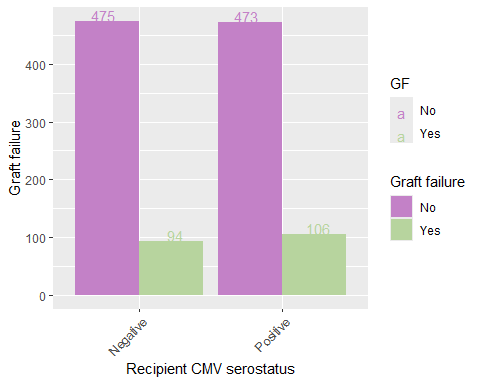 475
473
400
300
200
100
0
94
106
Graft failure
Negative
Positive
Recipient CMV serostatus
GF
a No
a Yes
Graft failure
No
Yes